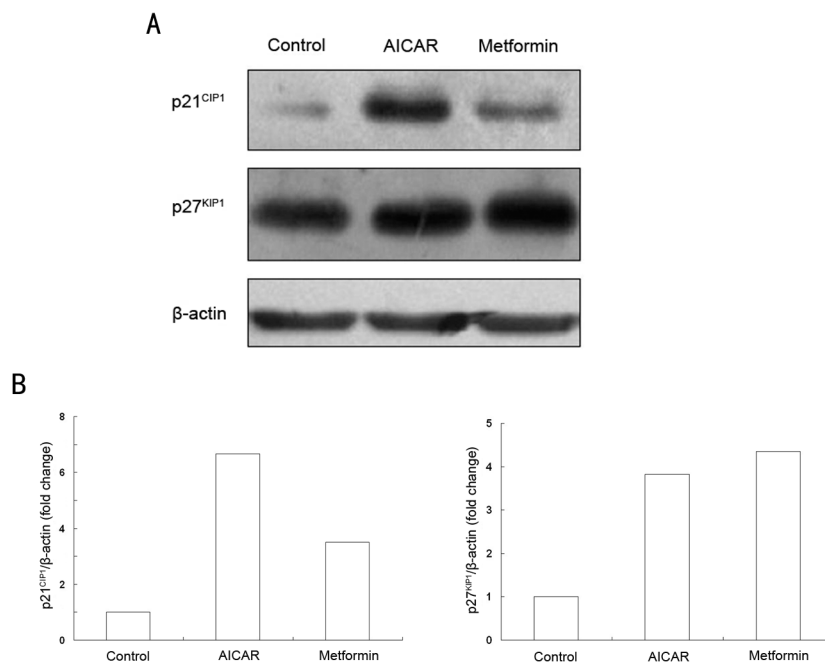 A
Control AICAR Metformin
p21CIP1
p27KIP1
β-actin
B
p21CIP1/β-actin (fold change)
8
6
4
2
0
Control AICAR Metformin
p27KIP1/β-actin (fold change)
5
4
3
2
1
0
Control AICAR Metformin